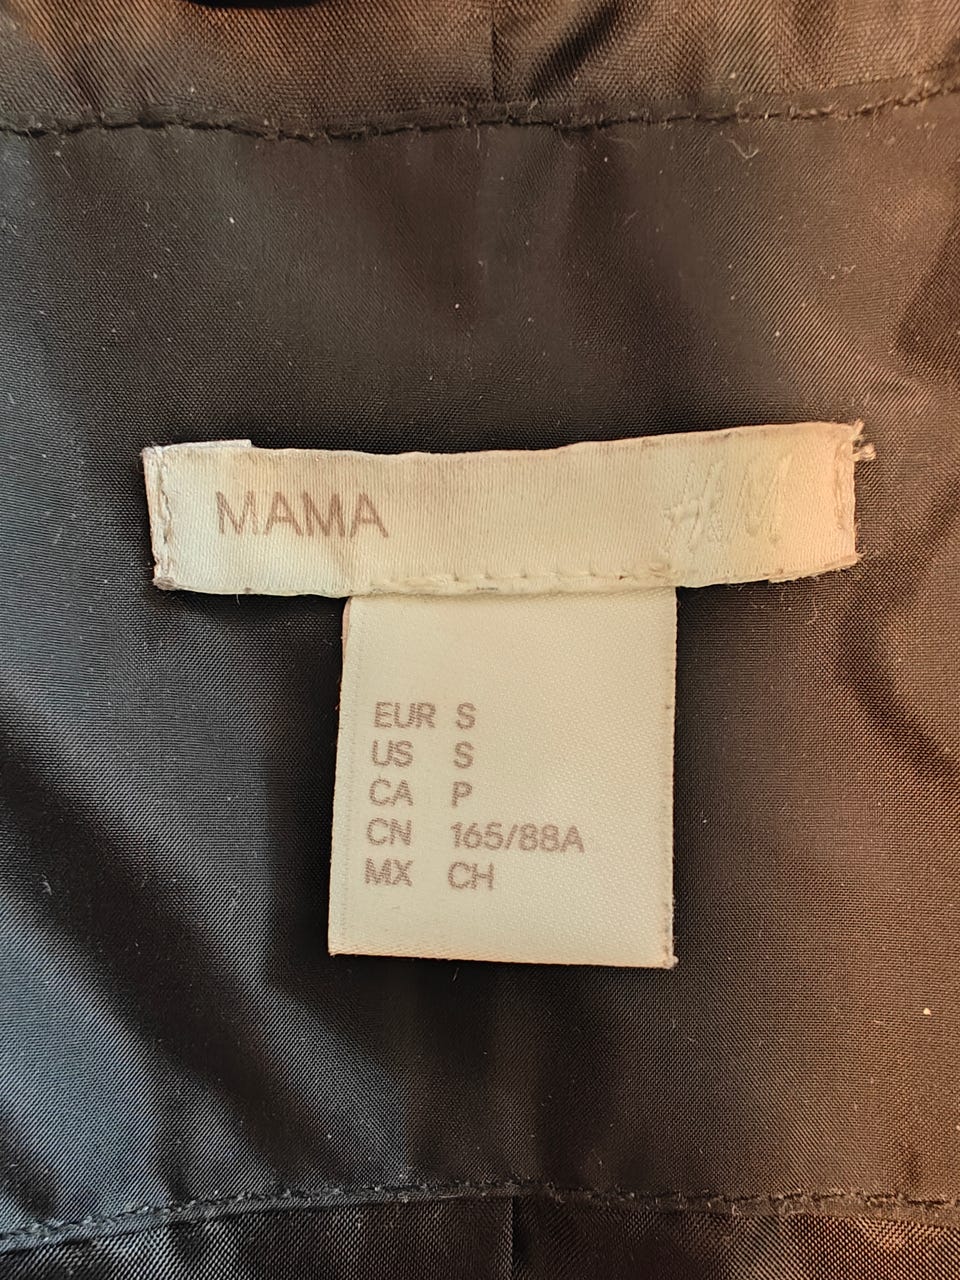 MAMA H&M
EUR S
US S
CA P
CN 165/88A
MX CH